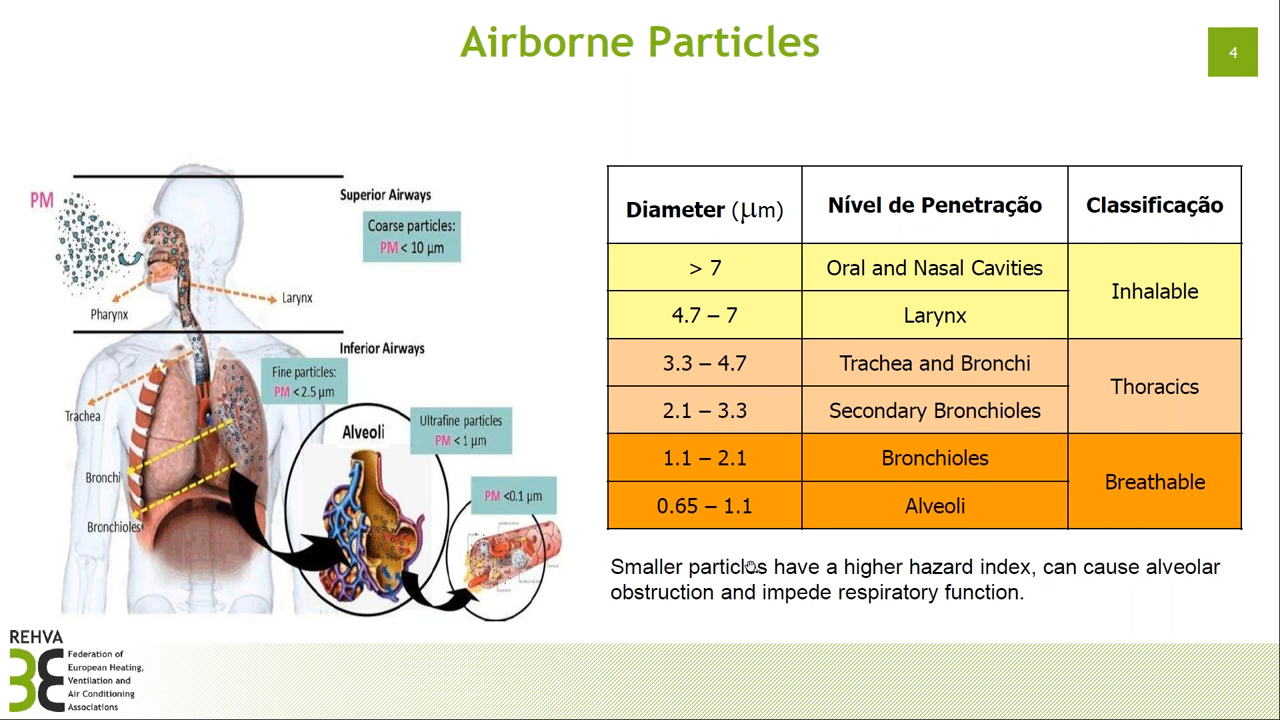 Airborne Particles
4
PM
Superior Airways
Coarse particles:
PM < 10 µm
Larynx
Pharynx
Inferior Airways
Fine particles:
PM < 2.5 µm
Trachea
Ultrafine particles
PM < 1 µm
Alveoli
Bronchi
PM <0.1 µm
Bronchioles
Diameter (µm) Nível de Penetração Classificação
> 7 Oral and Nasal Cavities
Inhalable
4.7 – 7 Larynx
3.3 – 4.7 Trachea and Bronchi
Thoracics
2.1 – 3.3 Secondary Bronchioles
1.1 – 2.1 Bronchioles
Breathable
0.65 – 1.1 Alveoli
Smaller particles have a higher hazard index, can cause alveolar
obstruction and impede respiratory function.
REHVA
Federation of
European Heating,
Ventilation and
Air Conditioning
Associations